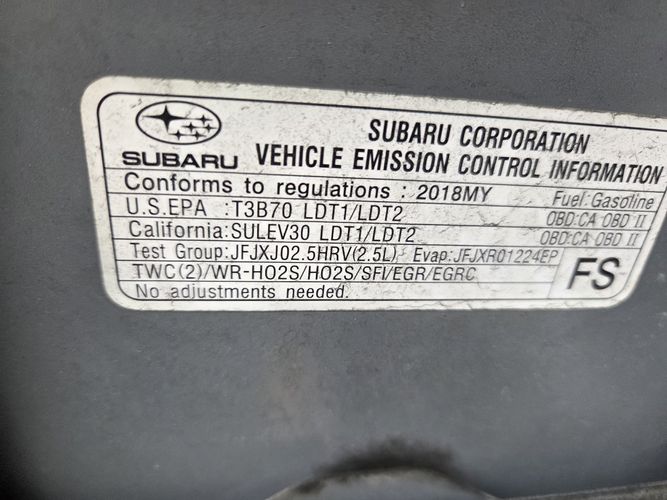 SUBARU
SUBARU CORPORATION
VEHICLE EMISSION CONTROL INFORMATION
Conforms to regulations : 2018MY Fuel:Gasoline
U.S.EPA :T3B70 LDT1/LDT2 OBD:CA OBD II
California:SULEV30 LDT1/LDT2 OBD:CA OBD II
Test Group:JFJXJ02.5HRV(2.5L) Evap:JFJXR01224EP
TWC(2)/WR-HO2S/HO2S/SFI/EGR/EGRC
No adjustments needed.
FS